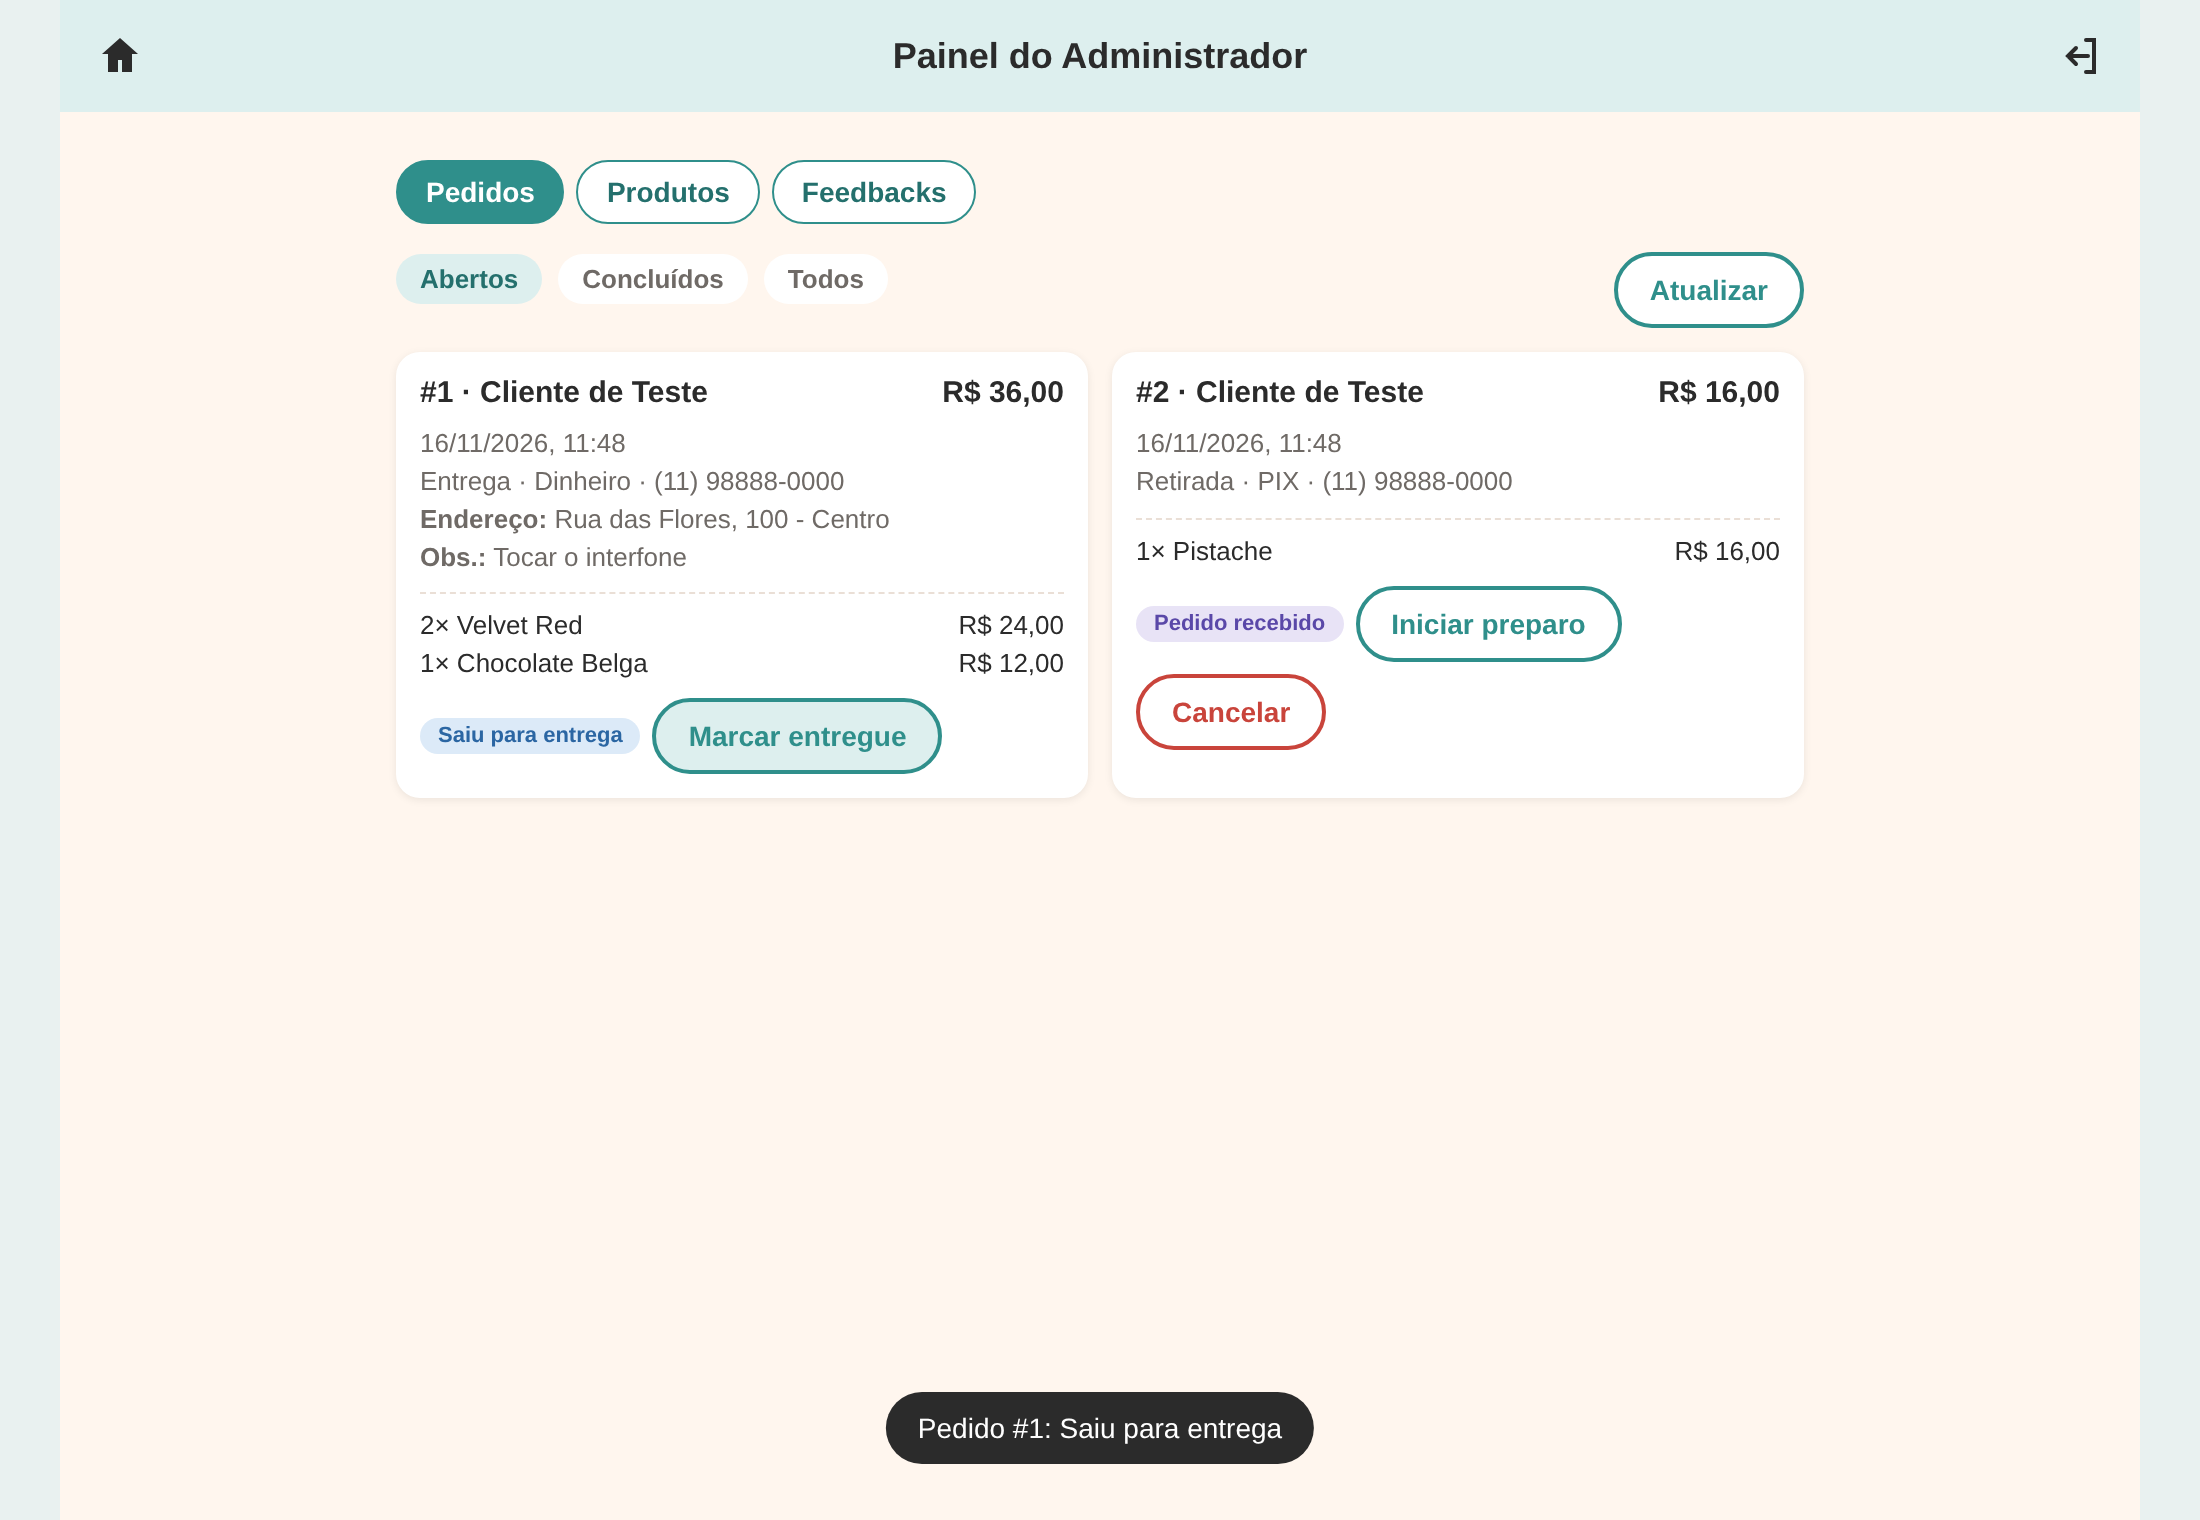 Painel do Administrador
Pedidos Produtos Feedbacks
Abertos Concluídos Todos Atualizar
#1 · Cliente de Teste R$ 36,00
16/11/2026, 11:48
Entrega · Dinheiro · (11) 98888-0000
Endereço: Rua das Flores, 100 - Centro
Obs.: Tocar o interfone
2× Velvet Red R$ 24,00
1× Chocolate Belga R$ 12,00
Saiu para entrega Marcar entregue
#2 · Cliente de Teste R$ 16,00
16/11/2026, 11:48
Retirada · PIX · (11) 98888-0000
1× Pistache R$ 16,00
Pedido recebido Iniciar preparo
Cancelar
Pedido #1: Saiu para entrega